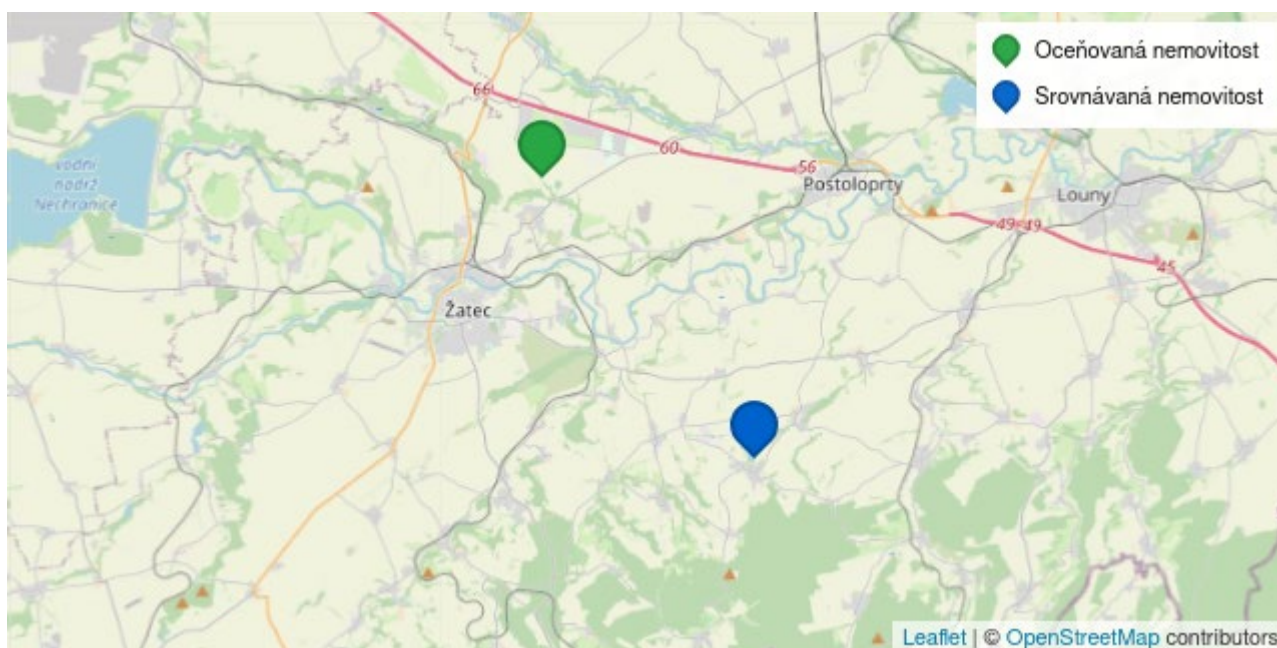 Oceňovaná nemovitost
Srovnávaná nemovitost
66
60
56
Postoloprty
Louny
vodní
nádrž
Nechranice
49
49
45
Žatec
Leaflet | © OpenStreetMap contributors